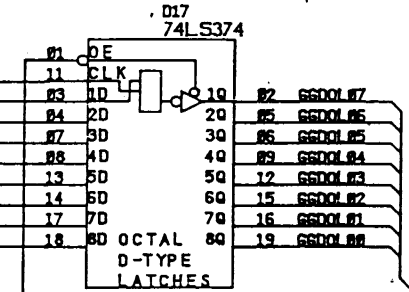 D17
74LS374
01 OE
11 CLK
03 1D 1Q 02 GGDOL07
04 2D 2Q 05 GGDOL06
07 3D 3Q 06 GGDOL05
08 4D 4Q 09 GGDOL04
13 5D 5Q 12 GGDOL03
14 6D 6Q 15 GGDOL02
17 7D 7Q 16 GGDOL01
18 8D OCTAL 8Q 19 GGDOL00
D-TYPE
LATCHES